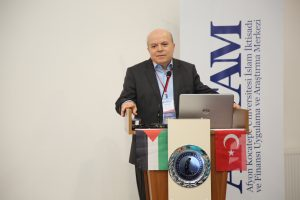 AM
Afyon Kocatepe Üniversitesi İslam İktisadı
ve Finansı Uygulama ve Araştırma Merkezi